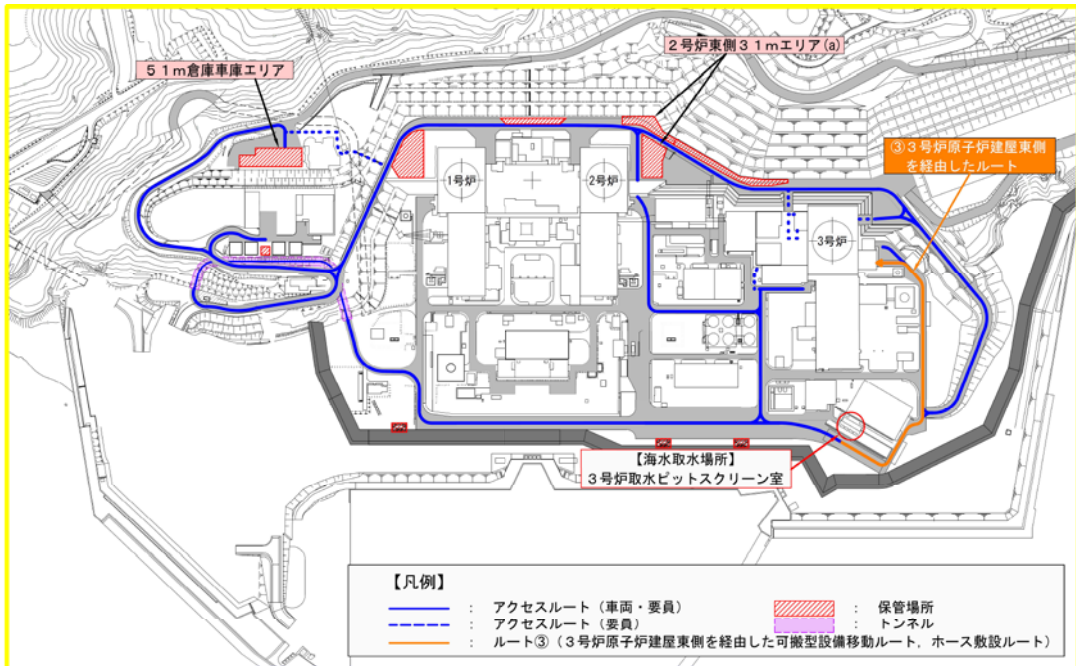 ２号炉東側３１ｍエリア(a)
５１ｍ倉庫車庫エリア
③３号炉原子炉建屋東側
を経由したルート
1号炉
2号炉
3号炉
【海水取水場所】
３号炉取水ピットスクリーン室
【凡例】
： アクセスルート（車両・要員）
： 保管場所
： アクセスルート（要員）
： トンネル
： ルート③（３号炉原子炉建屋東側を経由した可搬型設備移動ルート，ホース敷設ルート）